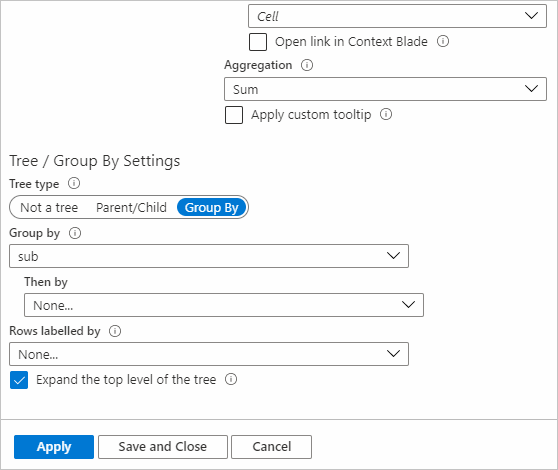 Cell
Open link in Context Blade
Aggregation
Sum
Apply custom tooltip
Tree / Group By Settings
Tree type
Not a tree Parent/Child Group By
Group by
sub
Then by
None...
Rows labelled by
None...
Expand the top level of the tree
Apply Save and Close Cancel